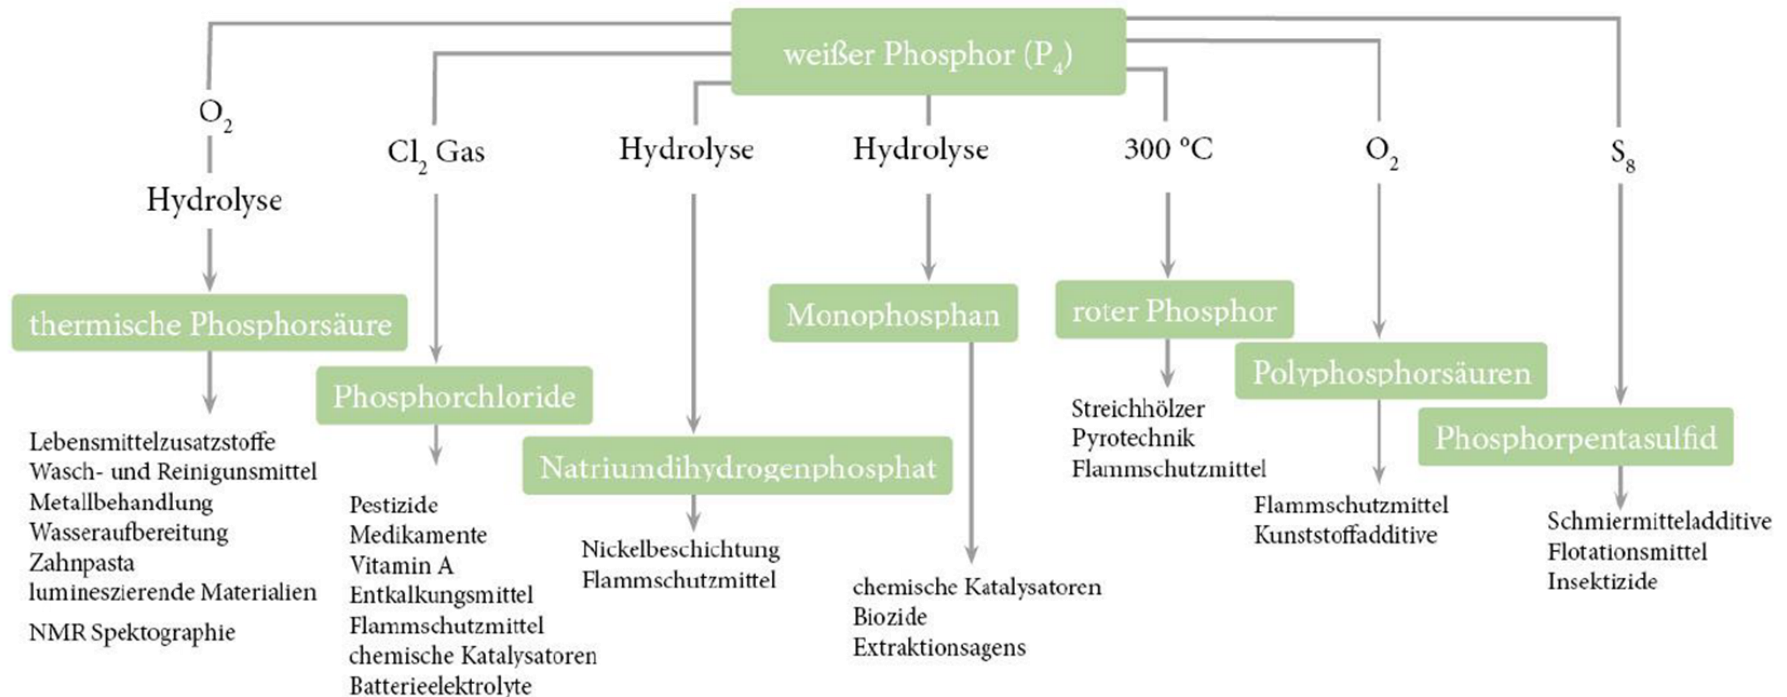 weißer Phosphor (P₄)
O₂
Hydrolyse
thermische Phosphorsäure
Lebensmittelzusatzstoffe
Wasch- und Reinigunsmittel
Metallbehandlung
Wasseraufbereitung
Zahnpasta
lumineszierende Materialien
NMR Spektographie
Cl₂ Gas
Phosphorchloride
Pestizide
Medikamente
Vitamin A
Entkalkungsmittel
Flammschutzmittel
chemische Katalysatoren
Batterieelektrolyte
Hydrolyse
Natriumdihydrogenphosphat
Nickelbeschichtung
Flammschutzmittel
Hydrolyse
Monophosphan
chemische Katalysatoren
Biozide
Extraktionsagens
300 °C
roter Phosphor
Streichhölzer
Pyrotechnik
Flammschutzmittel
O₂
Polyphosphorsäuren
Flammschutzmittel
Kunststoffadditive
S₈
Phosphorpentasulfid
Schmiermitteladditive
Flotationsmittel
Insektizide